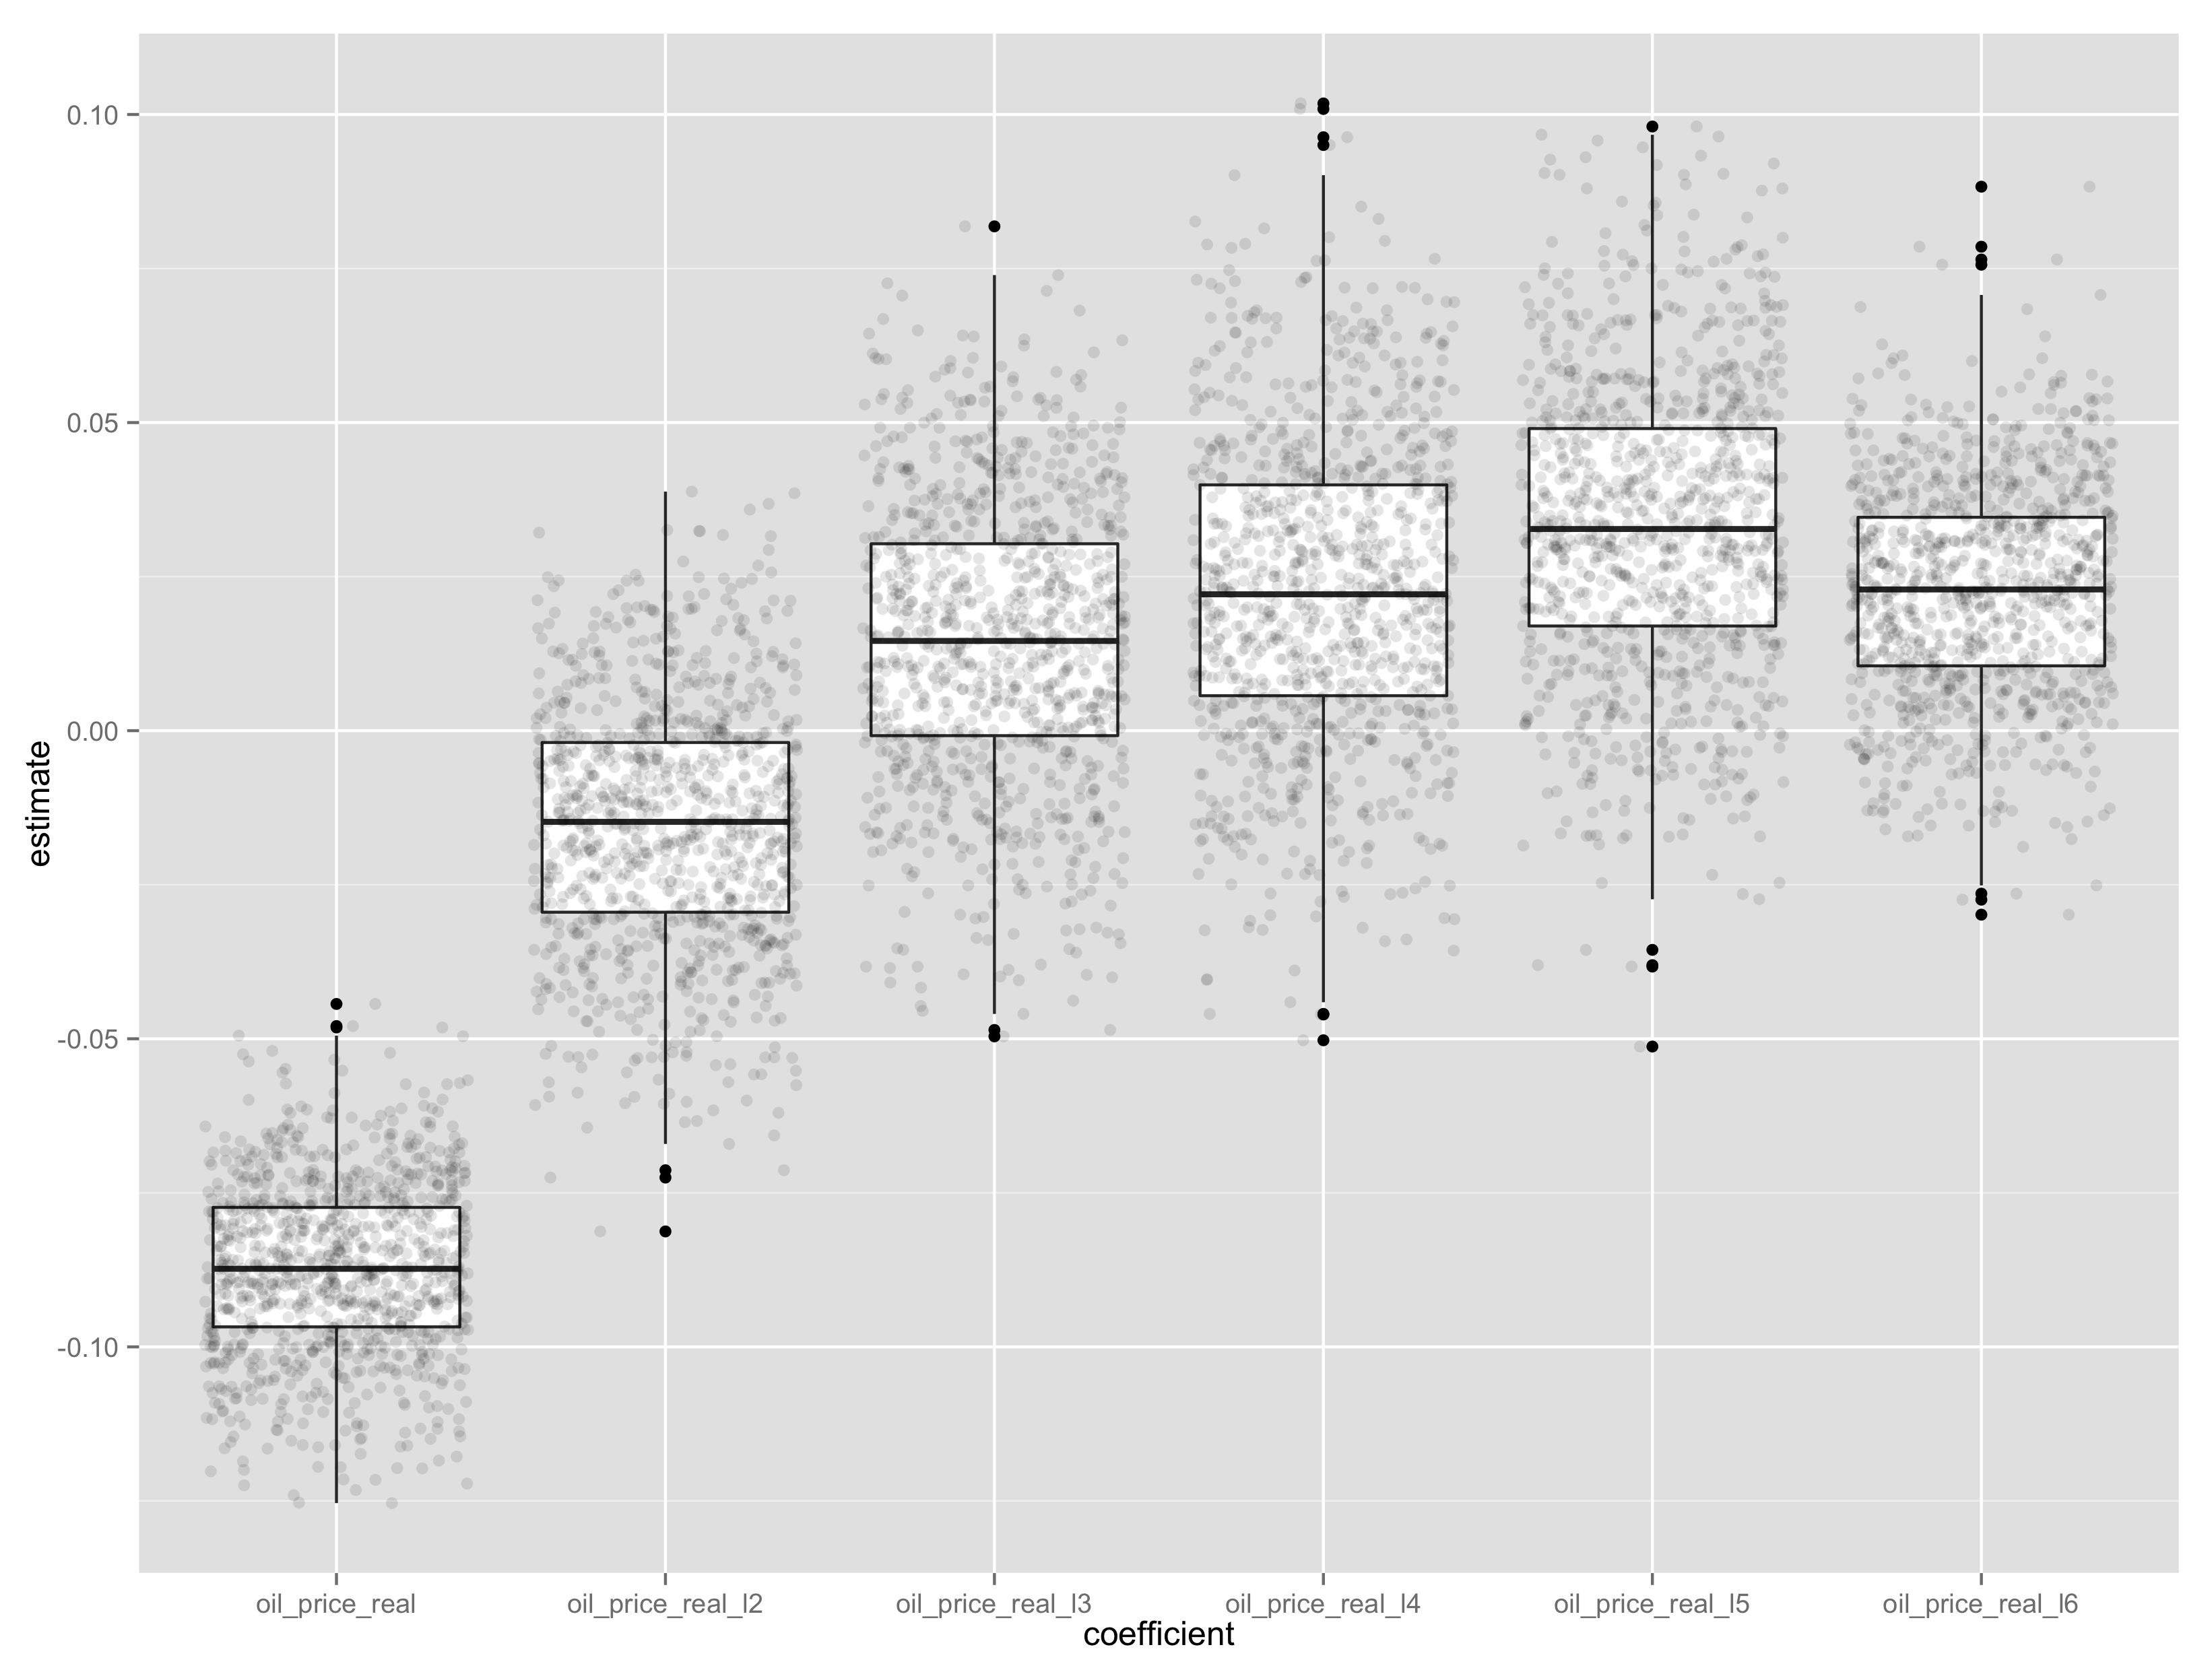 0.10
0.05
0.00
-0.05
-0.10
estimate
oil_price_real
oil_price_real_l2
oil_price_real_l3
oil_price_real_l4
oil_price_real_l5
oil_price_real_l6
coefficient